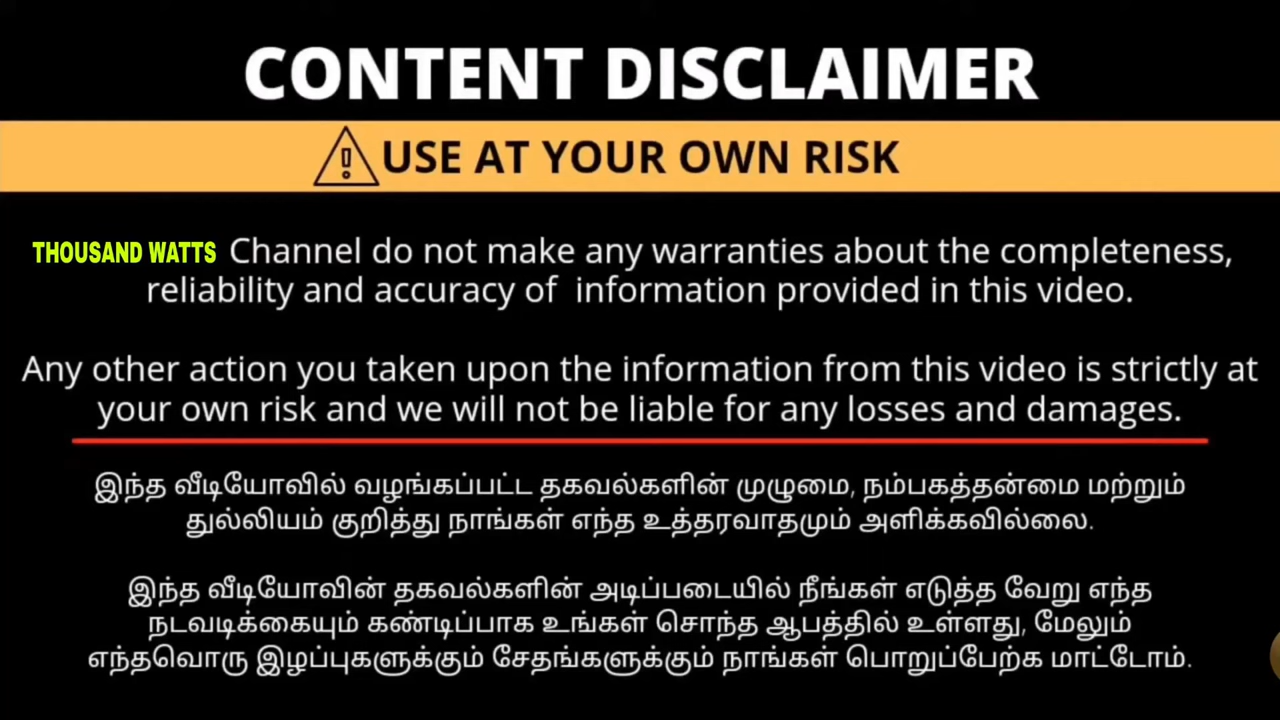 CONTENT DISCLAIMER
USE AT YOUR OWN RISK
THOUSAND WATTS Channel do not make any warranties about the completeness,
reliability and accuracy of information provided in this video.
Any other action you taken upon the information from this video is strictly at
your own risk and we will not be liable for any losses and damages.
இந்த வீடியோவில் வழங்கப்பட்ட தகவல்களின் முழுமை, நம்பகத்தன்மை மற்றும்
துல்லியம் குறித்து நாங்கள் எந்த உத்தரவாதமும் அளிக்கவில்லை.
இந்த வீடியோவின் தகவல்களின் அடிப்படையில் நீங்கள் எடுத்த வேறு எந்த
நடவடிக்கையும் கண்டிப்பாக உங்கள் சொந்த ஆபத்தில் உள்ளது, மேலும்
எந்தவொரு இழப்புகளுக்கும் சேதங்களுக்கும் நாங்கள் பொறுப்பேற்க மாட்டோம்.